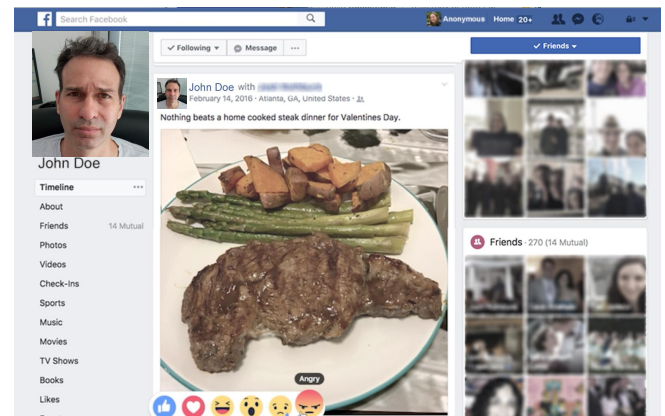 f
Search Facebook
Anonymous Home 20+
Following
Message
Friends
John Doe with
February 14, 2016 · Atlanta, GA, United States ·
Nothing beats a home cooked steak dinner for Valentines Day.
John Doe
Timeline
About
Friends 14 Mutual
Photos
Videos
Check-Ins
Sports
Music
Movies
TV Shows
Books
Likes
Friends · 270 (14 Mutual)
Angry